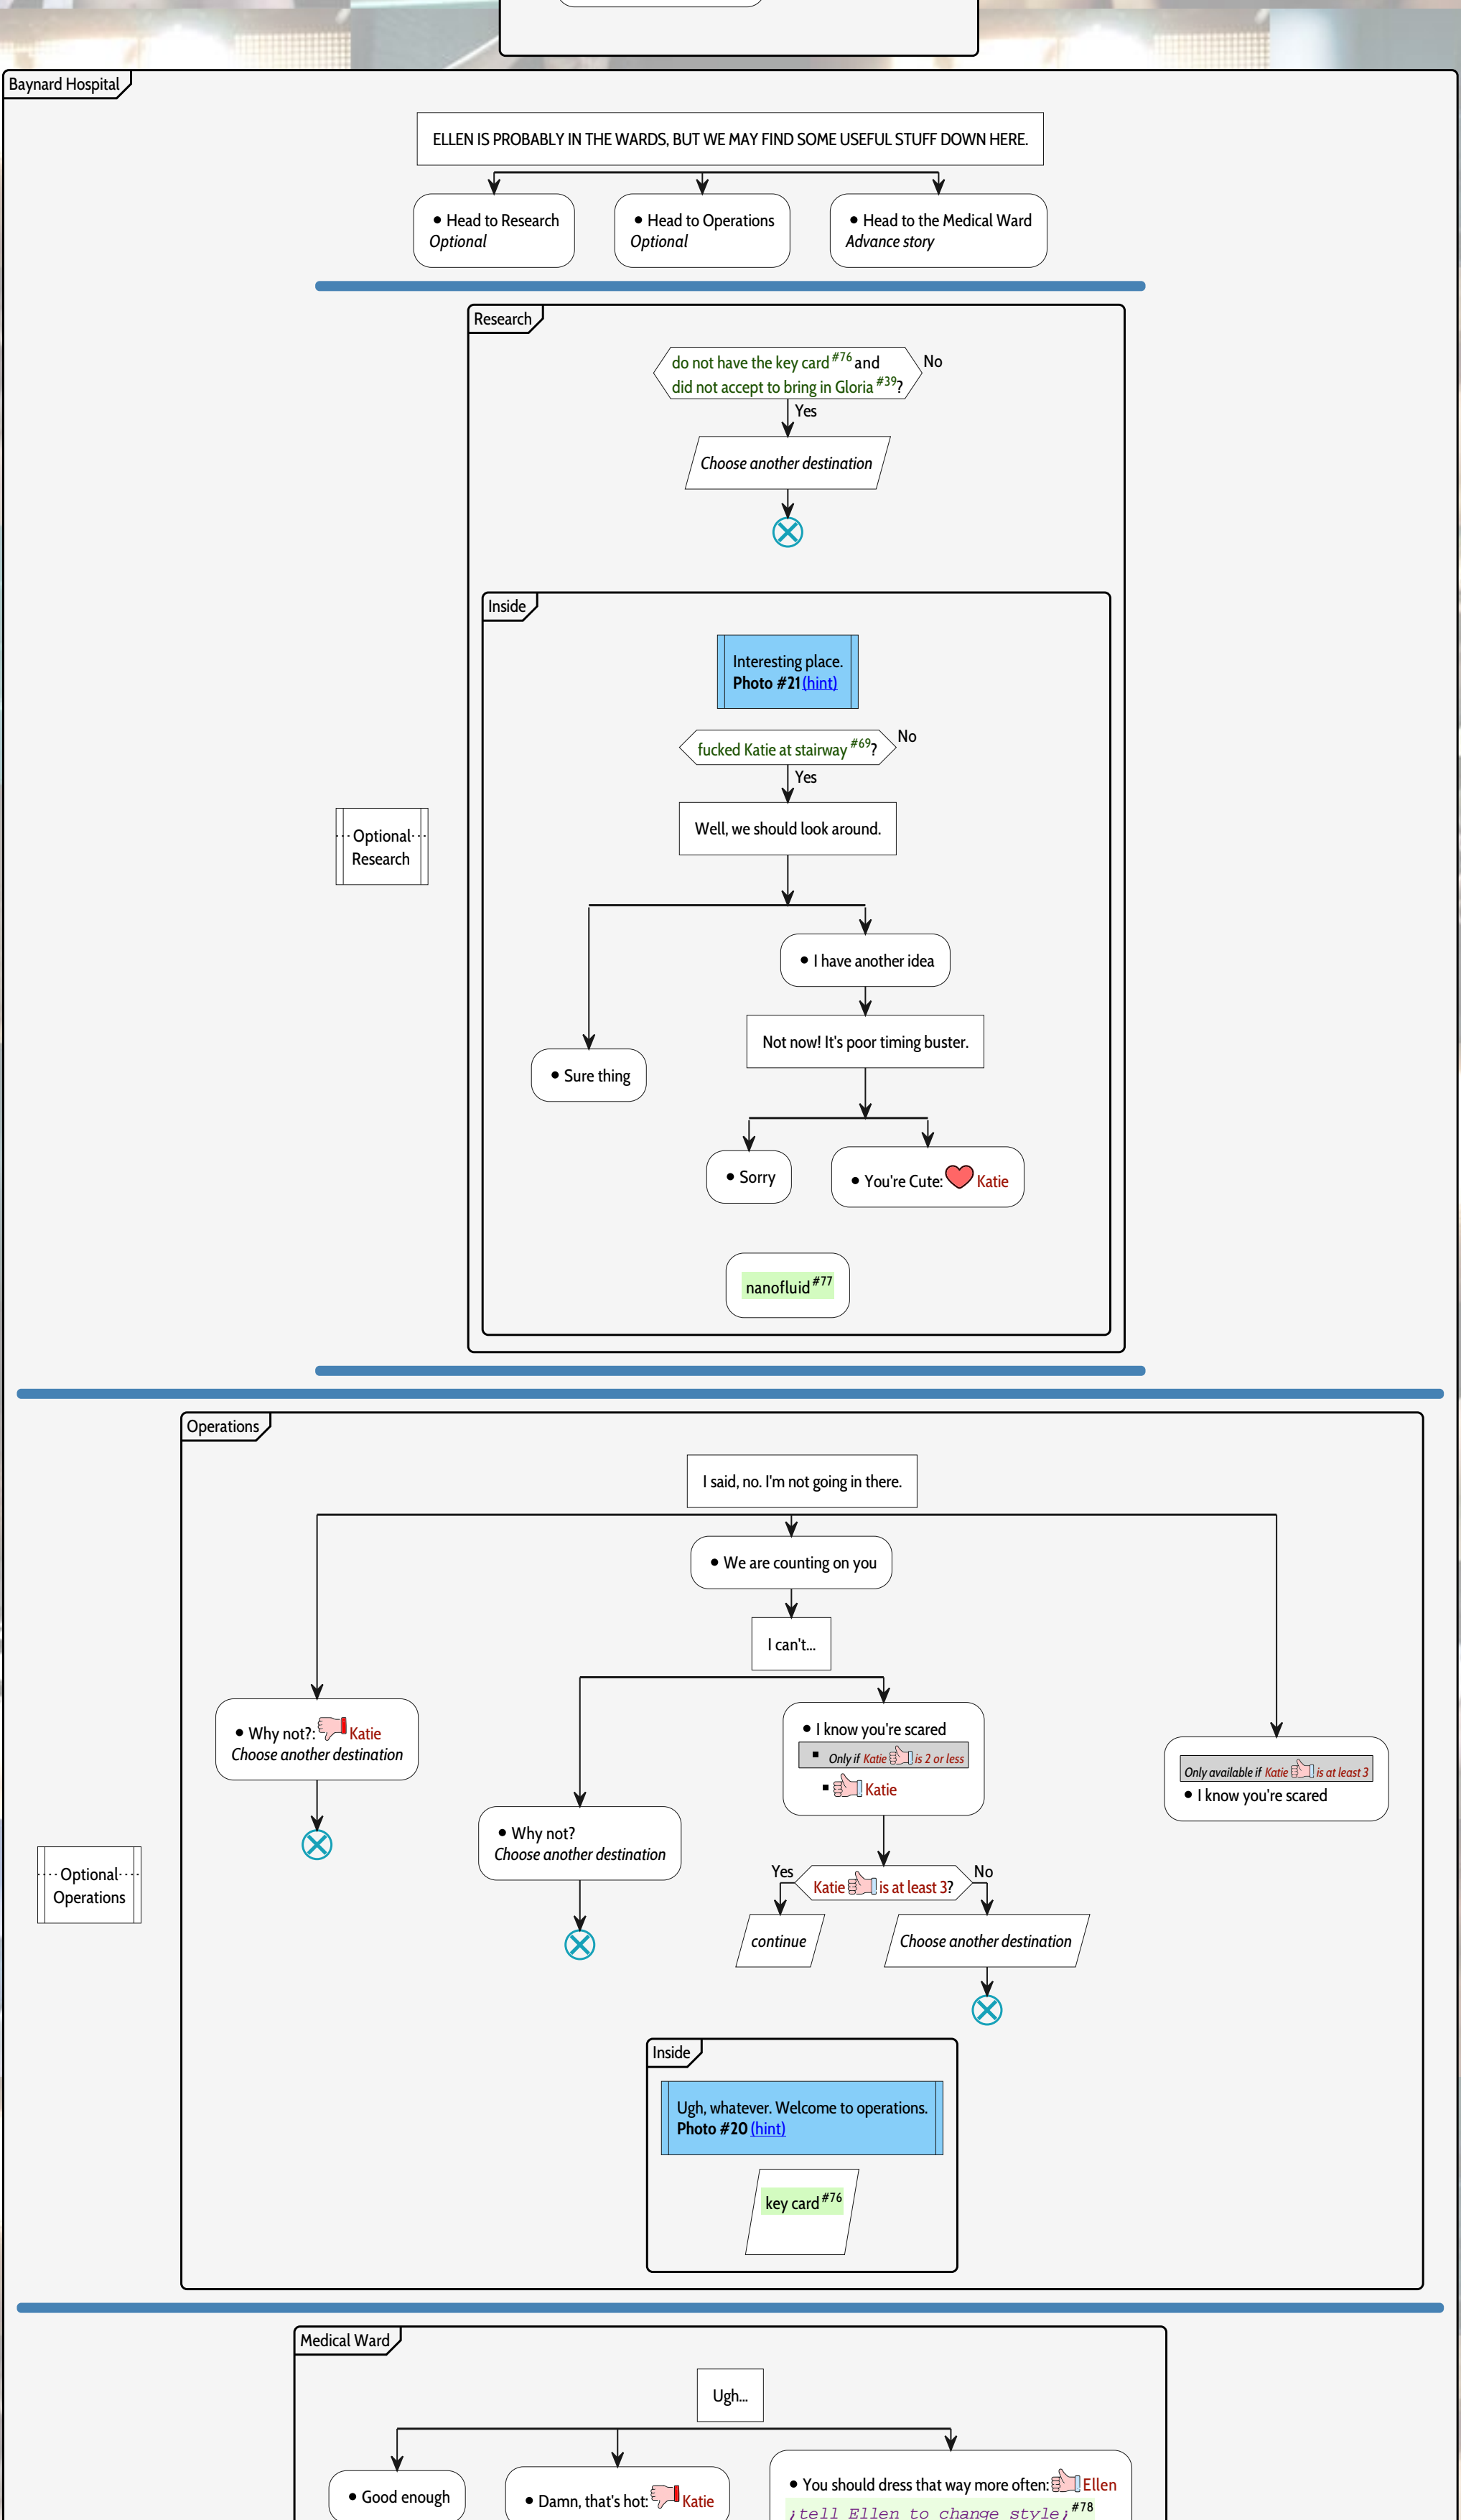 Baynard Hospital
ELLEN IS PROBABLY IN THE WARDS, BUT WE MAY FIND SOME USEFUL STUFF DOWN HERE.
• Head to Research
Optional
• Head to Operations
Optional
• Head to the Medical Ward
Advance story
Research
do not have the key card #76 and
did not accept to bring in Gloria #39?
No
Yes
Choose another destination
Inside
Interesting place.
Photo #21 (hint)
fucked Katie at stairway #69?
No
Yes
Optional
Research
Well, we should look around.
• I have another idea
Not now! It's poor timing buster.
• Sure thing
• Sorry
• You're Cute: Katie
nanofluid #77
Operations
I said, no. I'm not going in there.
• We are counting on you
I can't...
• Why not?: Katie
Choose another destination
• Why not?
Choose another destination
• I know you're scared
▪ Only if Katie is 2 or less
▪ Katie
Only available if Katie is at least 3
• I know you're scared
Yes
Katie is at least 3?
No
continue
Choose another destination
Optional
Operations
Inside
Ugh, whatever. Welcome to operations.
Photo #20 (hint)
key card #76
Medical Ward
Ugh...
• Good enough
• Damn, that's hot: Katie
• You should dress that way more often: Ellen
;tell Ellen to change style; #78